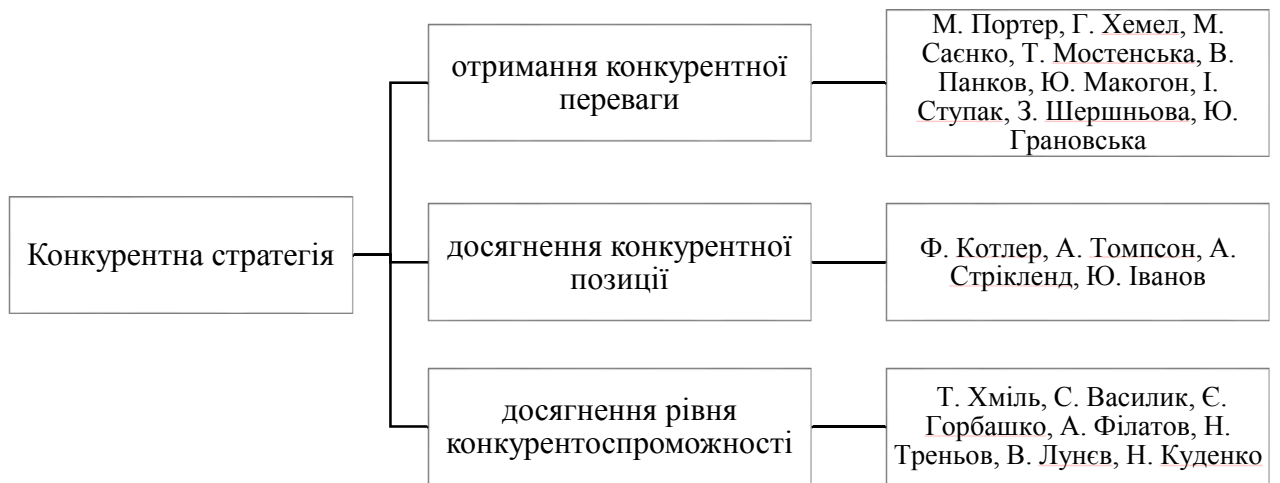 Конкурентна стратегія
отримання конкурентної
переваги
М. Портер, Г. Хемел, М.
Саєнко, Т. Мостенська, В.
Панков, Ю. Макогон, І.
Ступак, З. Шершньова, Ю.
Грановська
досягнення конкурентної
позиції
Ф. Котлер, А. Томпсон, А.
Стрікленд, Ю. Іванов
досягнення рівня
конкурентоспроможності
Т. Хміль, С. Василик, Є.
Горбашко, А. Філатов, Н.
Треньов, В. Лунєв, Н. Куденко